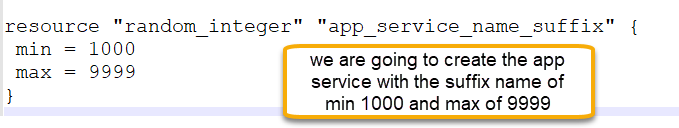 resource "random_integer" "app_service_name_suffix" {
min = 1000
max = 9999
}
we are going to create the app
service with the suffix name of
min 1000 and max of 9999